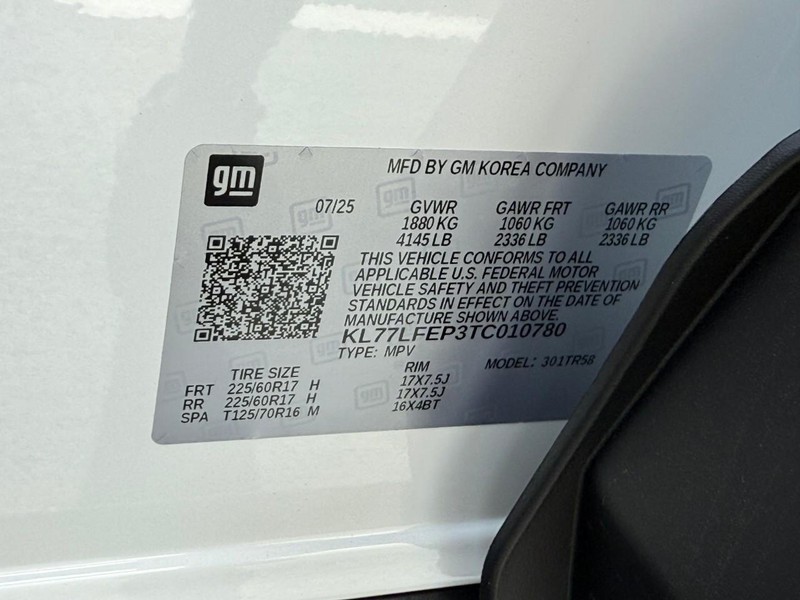 gm
MFD BY GM KOREA COMPANY
07/25 GVWR GAWR FRT GAWR RR
1880 KG 1060 KG 1060 KG
4145 LB 2336 LB 2336 LB
THIS VEHICLE CONFORMS TO ALL
APPLICABLE U.S. FEDERAL MOTOR
VEHICLE SAFETY AND THEFT PREVENTION
STANDARDS IN EFFECT ON THE DATE OF
MANUFACTURE SHOWN ABOVE.
KL77LFEP3TC010780
TYPE: MPV MODEL: 301TR58
TIRE SIZE RIM
FRT 225/60R17 H 17X7.5J
RR 225/60R17 H 17X7.5J
SPA T125/70R16 M 16X4BT